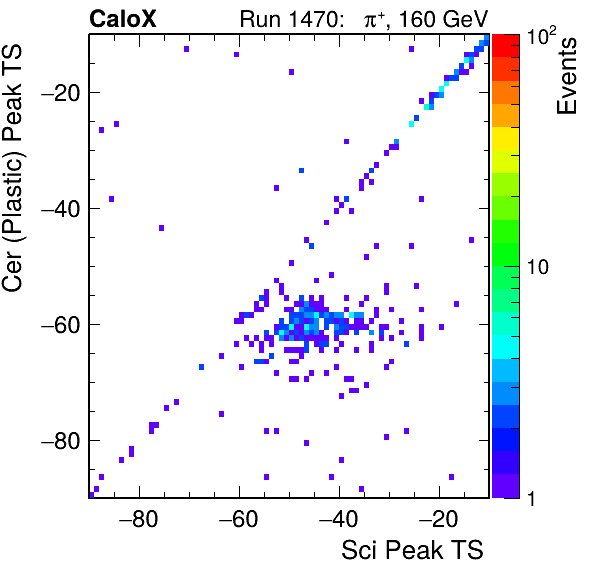 CaloX Run 1470: π⁺, 160 GeV
Cer (Plastic) Peak TS
−20
−40
−60
−80
−80 −60 −40 −20
Sci Peak TS
10²
10
1
Events